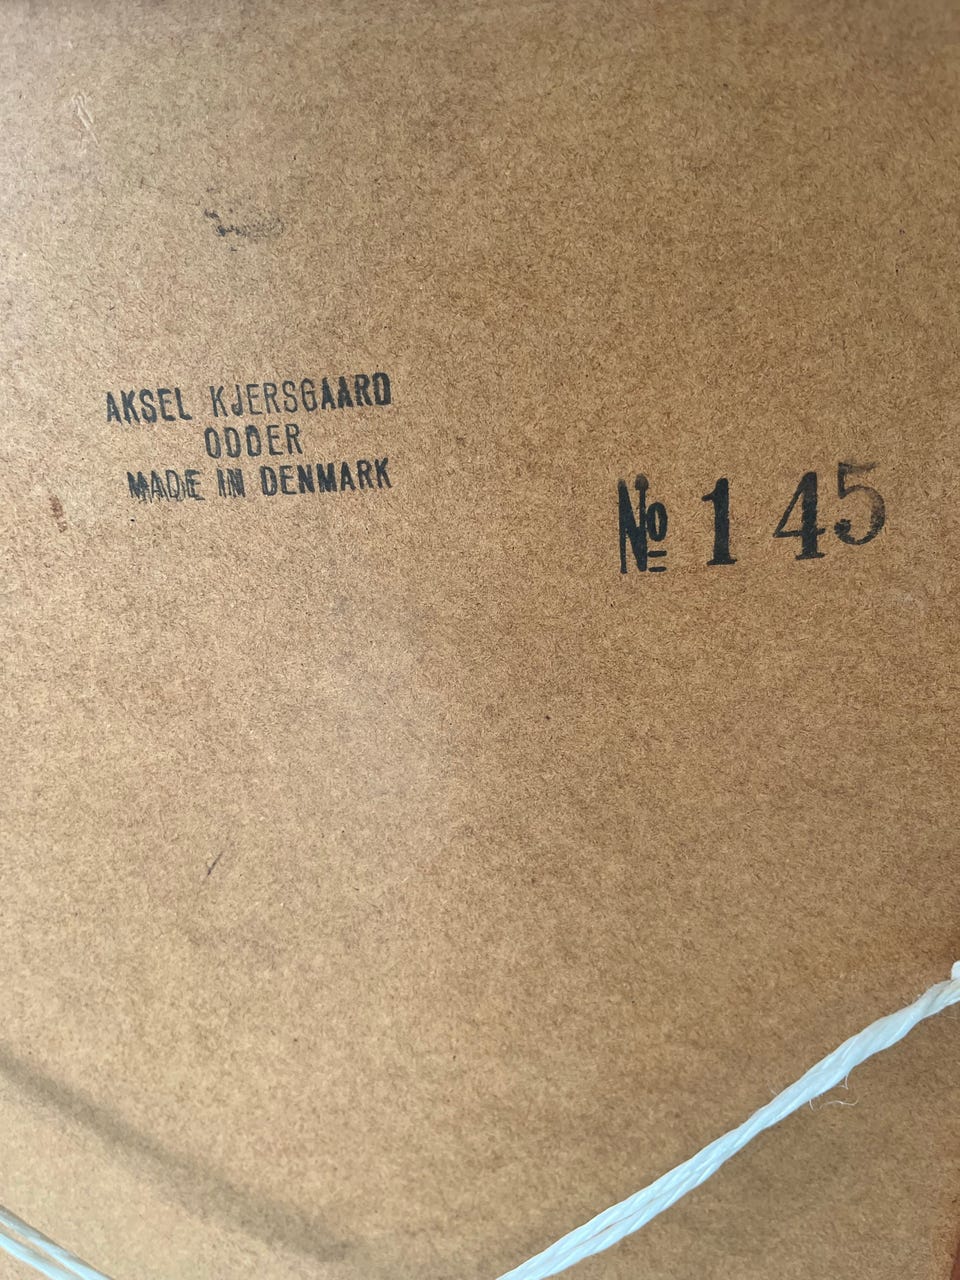 AKSEL KJERSGAARD
ODDER
MADE IN DENMARK
№ 145